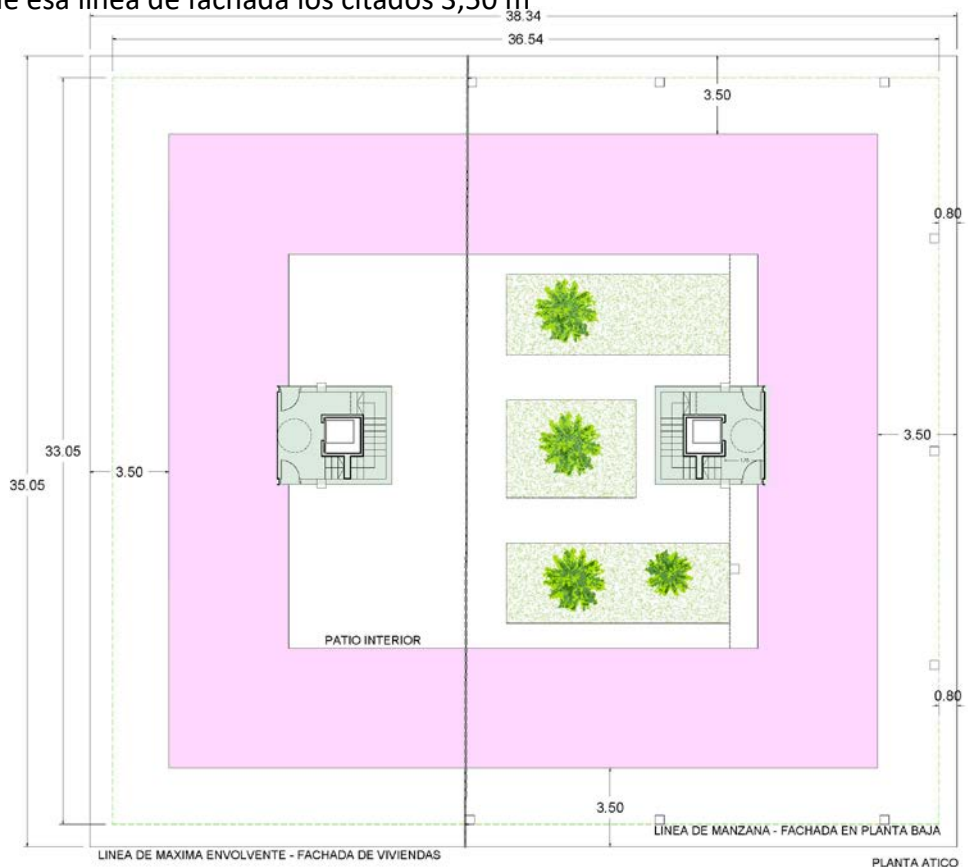 de esa línea de fachada los citados 3,50 m
38.34
36.54
3.50
0.80
33.05
3.50
3.50
35.05
PATIO INTERIOR
0.80
3.50
LINEA DE MANZANA - FACHADA EN PLANTA BAJA
LINEA DE MAXIMA ENVOLVENTE - FACHADA DE VIVIENDAS
PLANTA ATICO